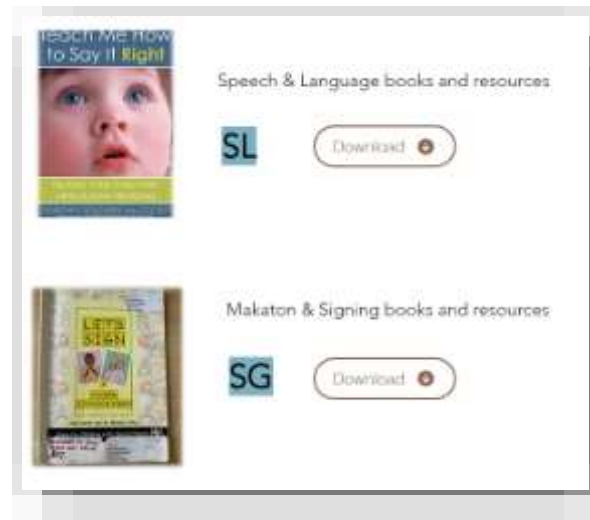 Teach Me How
to Say It Right
Speech & Language books and resources
SL
Download
LET'S
SIGN
Makaton & Signing books and resources
SG
Download